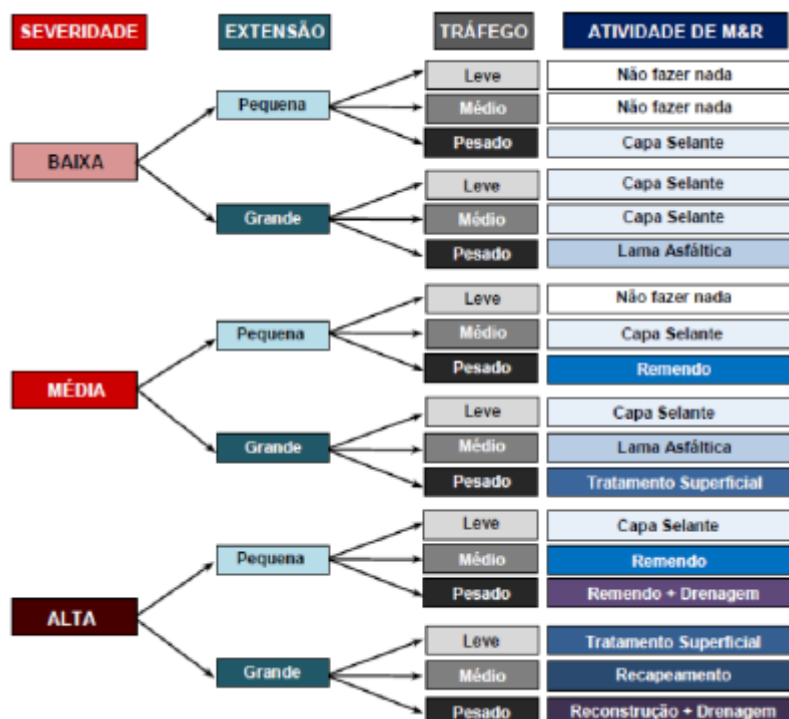 SEVERIDADE EXTENSÃO TRÁFEGO ATIVIDADE DE M&R
Leve Não fazer nada
Pequena Médio Não fazer nada
Pesado Capa Selante
BAIXA
Leve Capa Selante
Grande Médio Capa Selante
Pesado Lama Asfáltica
Leve Não fazer nada
Pequena Médio Capa Selante
Pesado Remendo
MÉDIA
Leve Capa Selante
Grande Médio Lama Asfáltica
Pesado Tratamento Superficial
Leve Capa Selante
Pequena Médio Remendo
Pesado Remendo + Drenagem
ALTA
Leve Tratamento Superficial
Grande Médio Recapeamento
Pesado Reconstrução + Drenagem